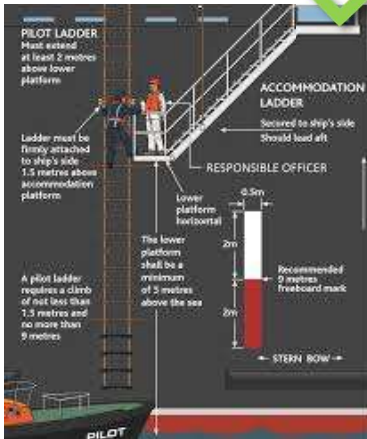 PILOT LADDER
Must extend
at least 2 metres
above lower
platform
ACCOMMODATION
LADDER
Secured to ship's side
Should lead aft
Ladder must be
firmly attached
to ship's side
1.5 metres above
accommodation
platform
RESPONSIBLE OFFICER
Lower
platform
horizontal
0.5m
2m
The lower
platform
shall be a
minimum
of 5 metres
above the sea
Recommended
9 metres
freeboard mark
A pilot ladder
requires a climb
of not less than
1.5 metres and
no more than
9 metres
2m
STERN BOW
PILOT